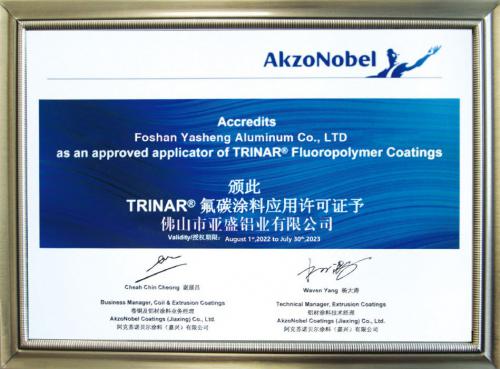 AkzoNobel
Accredits
Foshan Yasheng Aluminum Co., LTD
as an approved applicator of TRINAR® Fluoropolymer Coatings
颁此
TRINAR® 氟碳涂料应用许可证予
佛山市亚盛铝业有限公司
Validity/授权期限： August 1st,2022 to July 30st,2023
Cheah Chin Cheong 谢展昌
Waven Yang 杨大涛
Business Manager, Coil & Extrusion Coatings
Technical Manager, Extrusion Coatings
卷钢及铝材涂料业务经理
铝材涂料技术经理
AkzoNobel Coatings (Jiaxing) Co., Ltd.
AkzoNobel Coatings (Jiaxing) Co., Ltd.
阿克苏诺贝尔涂料（嘉兴）有限公司
阿克苏诺贝尔涂料（嘉兴）有限公司